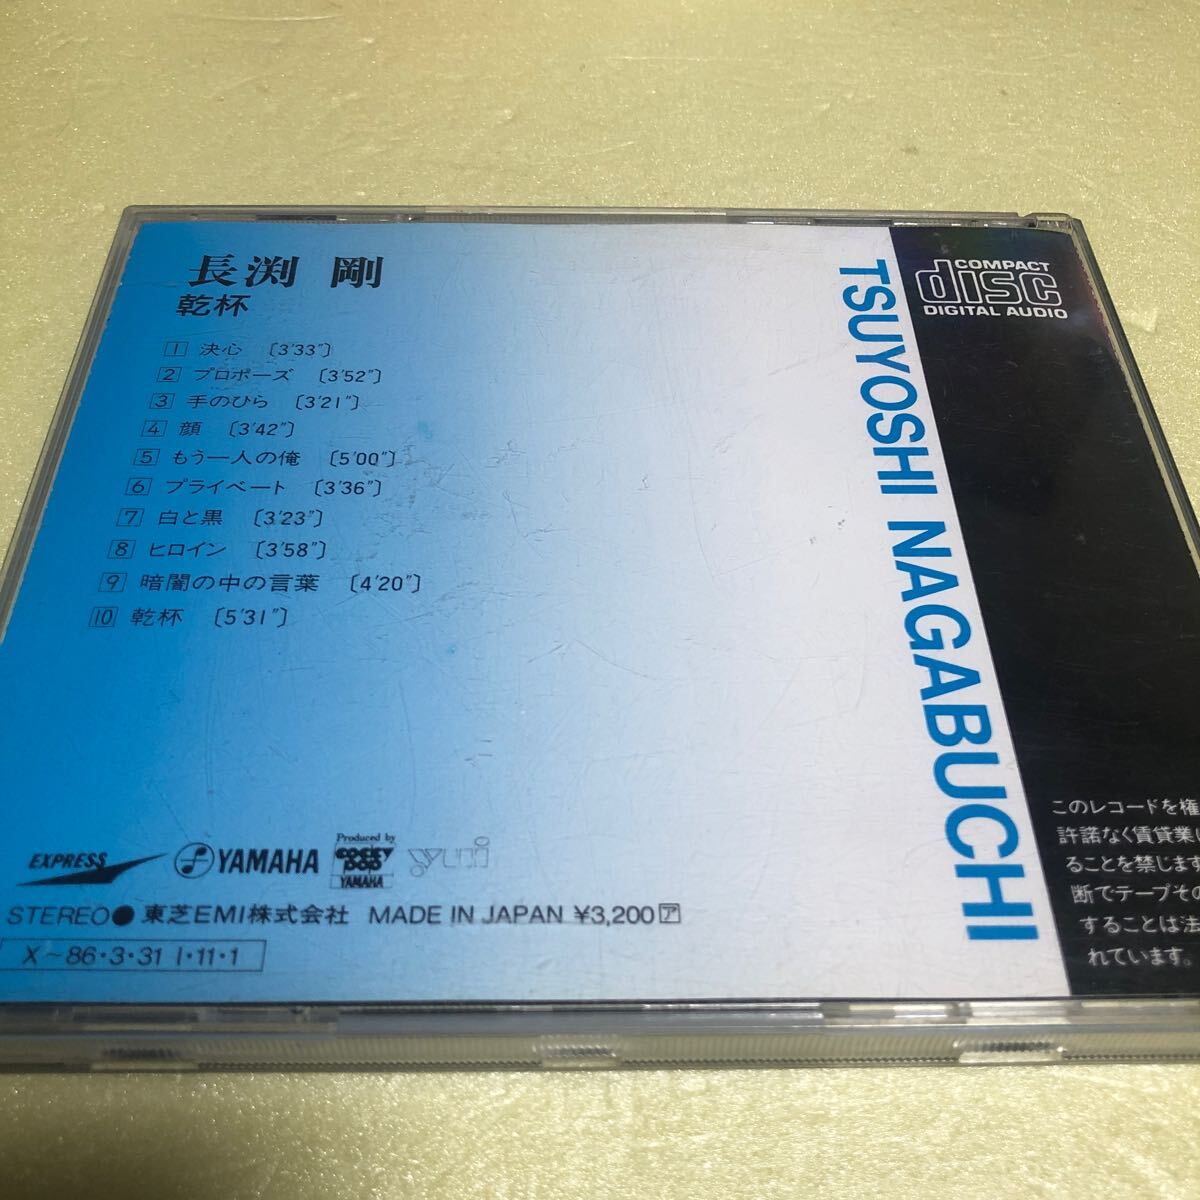 長渕 剛
乾杯
1 決心 〔3′33″〕
2 プロポーズ 〔3′52″〕
3 手のひら 〔3′21″〕
4 顔 〔3′42″〕
5 もう一人の俺 〔5′00″〕
6 プライベート 〔3′36″〕
7 白と黒 〔3′23″〕
8 ヒロイン 〔3′58″〕
9 暗闇の中の言葉 〔4′20″〕
10 乾杯 〔5′31″〕
EXPRESS
YAMAHA
Produced by
COCKY
POP
YAMAHA
yui
STEREO● 東芝EMI株式会社 MADE IN JAPAN ¥3,200 ア
X〜86・3・31 I・11・1
TSUYOSHI NAGABUCHI
COMPACT
disc
DIGITAL AUDIO
このレコードを権
許諾なく賃貸業に
ることを禁じます
断でテープその
することは法
れています。